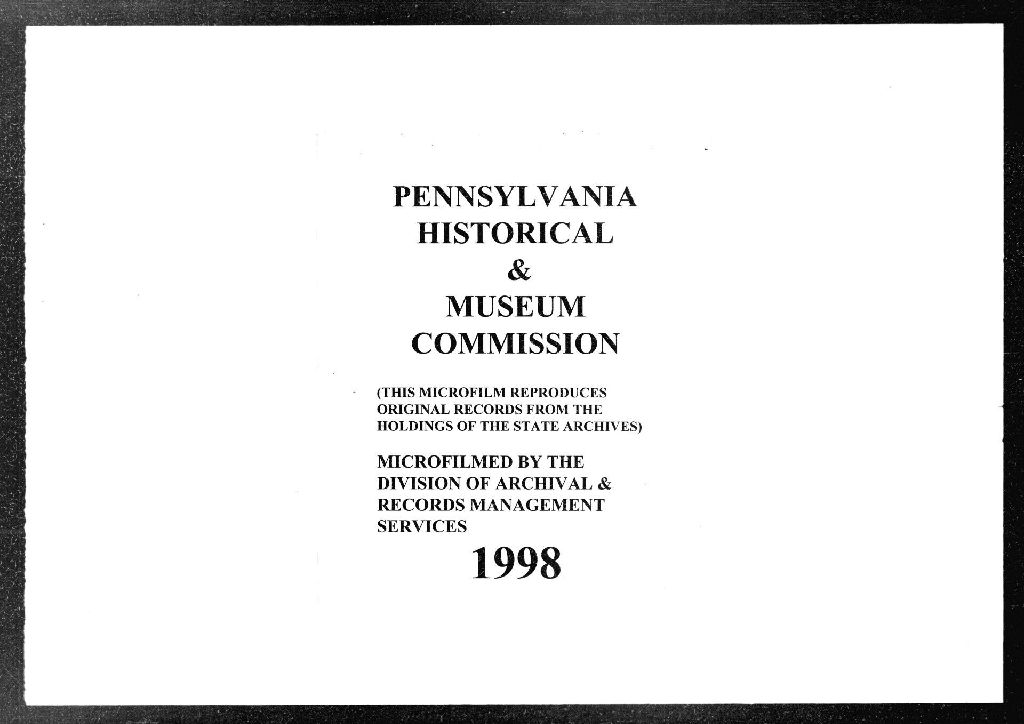 PENNSYLVANIA
HISTORICAL
&
MUSEUM
COMMISSION
(THIS MICROFILM REPRODUCES
ORIGINAL RECORDS FROM THE
HOLDINGS OF THE STATE ARCHIVES)
MICROFILMED BY THE
DIVISION OF ARCHIVAL &
RECORDS MANAGEMENT
SERVICES
1998